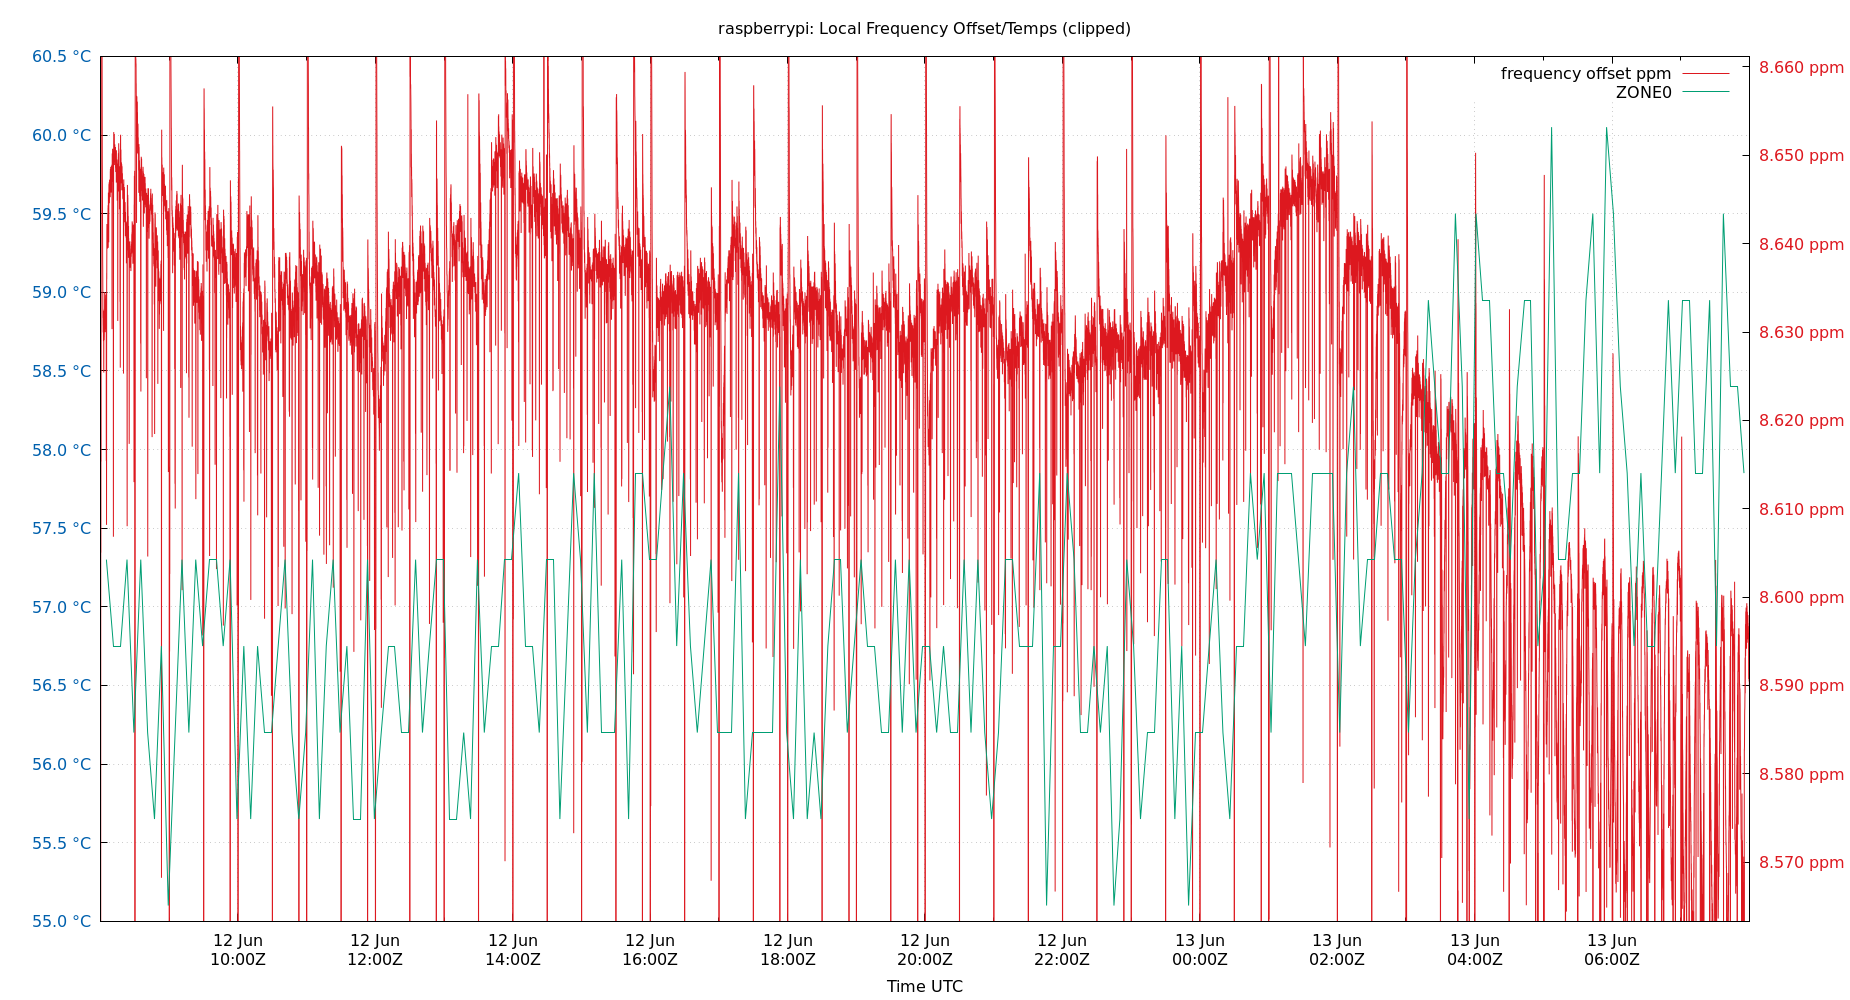 raspberrypi: Local Frequency Offset/Temps (clipped)
frequency offset ppm
ZONE0
60.5 °C
60.0 °C
59.5 °C
59.0 °C
58.5 °C
58.0 °C
57.5 °C
57.0 °C
56.5 °C
56.0 °C
55.5 °C
55.0 °C
8.660 ppm
8.650 ppm
8.640 ppm
8.630 ppm
8.620 ppm
8.610 ppm
8.600 ppm
8.590 ppm
8.580 ppm
8.570 ppm
12 Jun 12 Jun 12 Jun 12 Jun 12 Jun 12 Jun 12 Jun 13 Jun 13 Jun 13 Jun 13 Jun
10:00Z 12:00Z 14:00Z 16:00Z 18:00Z 20:00Z 22:00Z 00:00Z 02:00Z 04:00Z 06:00Z
Time UTC